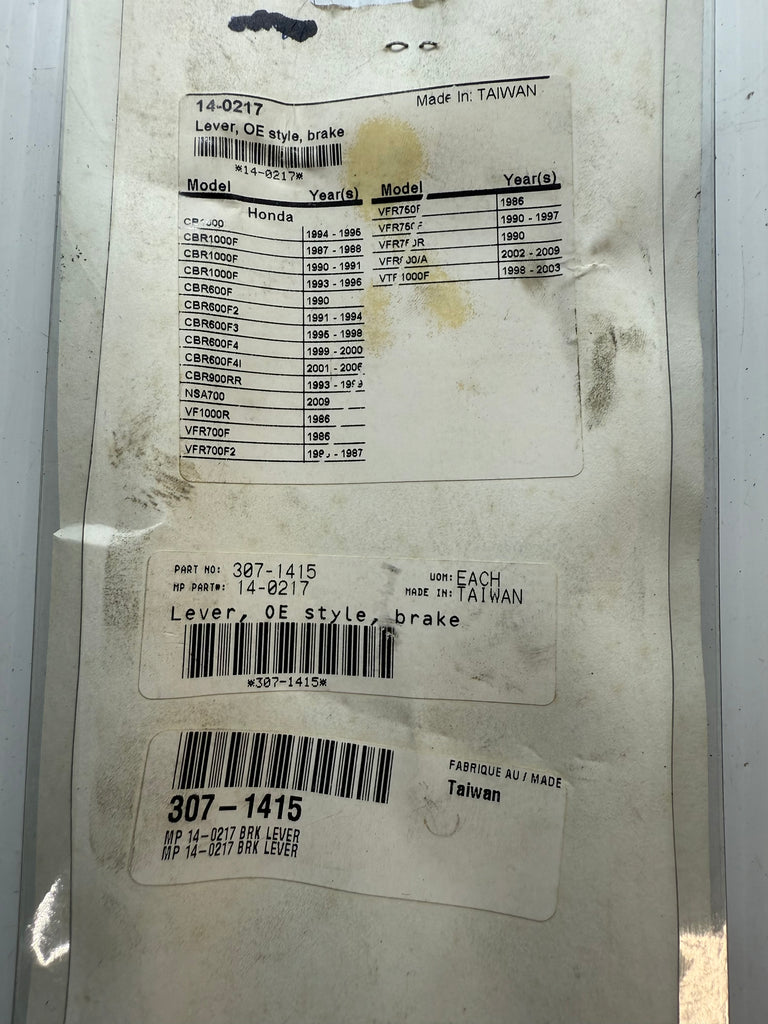 14-0217
Made In: TAIWAN
Lever, OE style, brake
*14-0217*
Model Year(s)
Honda
1994 - 1995
CBR1000F 1987 - 1988
CBR1000F 1990 - 1991
CBR1000F 1993 - 1996
CBR600F 1990
CBR600F2 1991 - 1994
CBR600F3 1995 - 1998
CBR600F4 1999 - 2000
CBR600F4I 2001 - 2006
CBR900RR 1993 -
NSA700 2009
VF1000R 1986
VFR700F 1986
VFR700F2 - 1987
Model Year(s)
VFR750F 1986
1990 - 1997
1990
2002 - 2009
1000F 1998 - 2003
PART NO: 307-1415
MP PART#: 14-0217
UOM: EACH
MADE IN: TAIWAN
Lever, OE style, brake
*307-1415*
307-1415
MP 14-0217 BRK LEVER
MP 14-0217 BRK LEVER
FABRIQUE AU / MADE
Taiwan